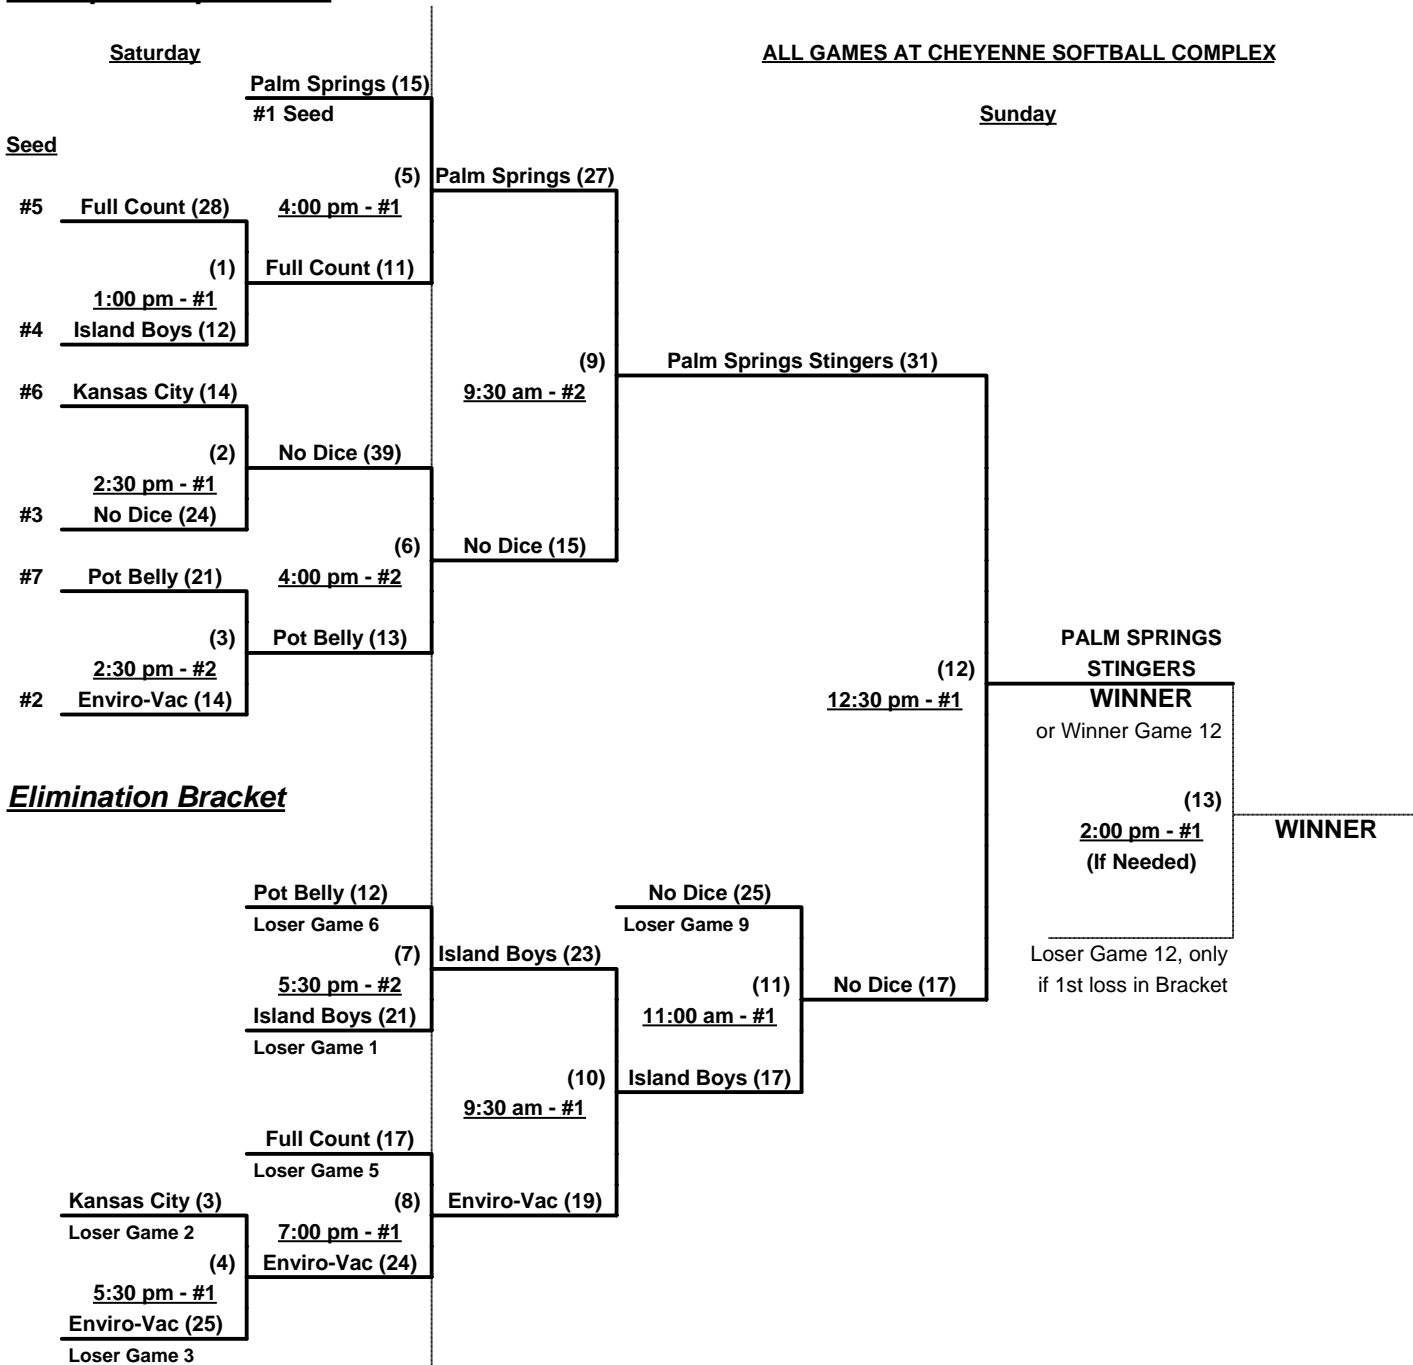 Saturday
ALL GAMES AT CHEYENNE SOFTBALL COMPLEX
Palm Springs (15)
#1 Seed
Sunday
Seed
(5)
Palm Springs (27)
#5
Full Count (28)
4:00 pm - #1
(1)
Full Count (11)
1:00 pm - #1
#4
Island Boys (12)
(9)
Palm Springs Stingers (31)
#6
Kansas City (14)
9:30 am - #2
(2)
No Dice (39)
2:30 pm - #1
#3
No Dice (24)
(6)
No Dice (15)
#7
Pot Belly (21)
4:00 pm - #2
(3)
Pot Belly (13)
PALM SPRINGS
2:30 pm - #2
(12)
STINGERS
#2
Enviro-Vac (14)
12:30 pm - #1
WINNER
or Winner Game 12
Elimination Bracket
(13)
2:00 pm - #1
WINNER
(If Needed)
Pot Belly (12)
No Dice (25)
Loser Game 6
Loser Game 9
(7)
Island Boys (23)
Loser Game 12, only
5:30 pm - #2
(11)
No Dice (17)
if 1st loss in Bracket
Island Boys (21)
11:00 am - #1
Loser Game 1
(10)
Island Boys (17)
9:30 am - #1
Full Count (17)
Loser Game 5
Kansas City (3)
(8)
Enviro-Vac (19)
Loser Game 2
7:00 pm - #1
(4)
Enviro-Vac (24)
5:30 pm - #1
Enviro-Vac (25)
Loser Game 3